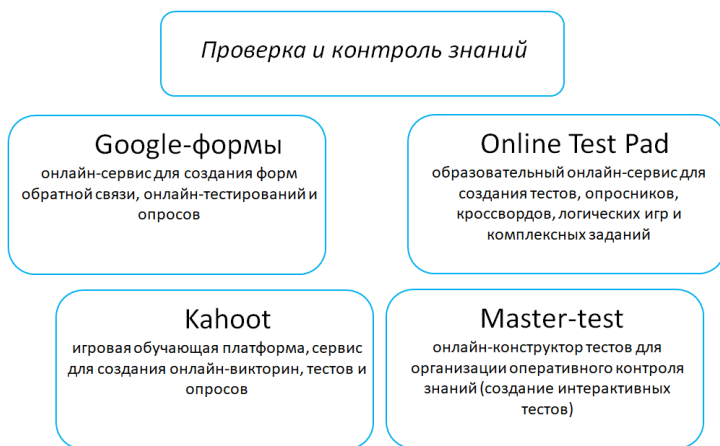 Проверка и контроль знаний
Google-формы
онлайн-сервис для создания форм
обратной связи, онлайн-тестирований и
опросов
Online Test Pad
образовательный онлайн-сервис для
создания тестов, опросников,
кроссвордов, логических игр и
комплексных заданий
Kahoot
игровая обучающая платформа, сервис
для создания онлайн-викторин, тестов и
опросов
Master-test
онлайн-конструктор тестов для
организации оперативного контроля
знаний (создание интерактивных
тестов)